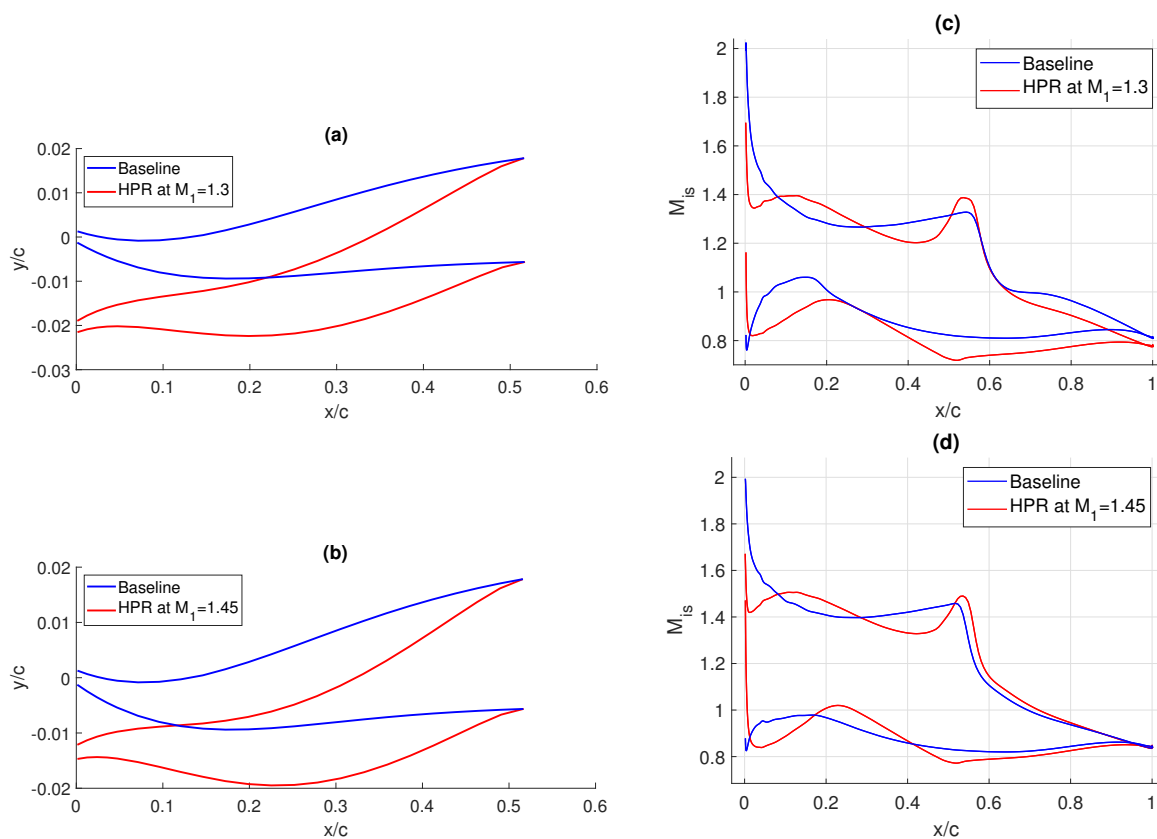 (a)
0.02
0.01
0
-0.01
-0.02
-0.03
y/c
Baseline
HPR at M1=1.3
0
0.1
0.2
0.3
0.4
0.5
0.6
x/c
(c)
2
1.8
1.6
1.4
1.2
1
0.8
Mis
Baseline
HPR at M1=1.3
0
0.2
0.4
0.6
0.8
1
x/c
(b)
0.02
0.01
0
-0.01
-0.02
y/c
Baseline
HPR at M1=1.45
0
0.1
0.2
0.3
0.4
0.5
0.6
x/c
(d)
2
1.8
1.6
1.4
1.2
1
0.8
Mis
Baseline
HPR at M1=1.45
0
0.2
0.4
0.6
0.8
1
x/c